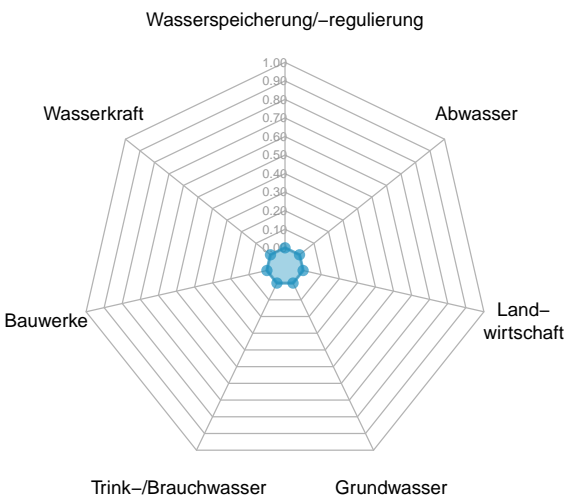 Wasserspeicherung/−regulierung
1.00
0.90
Wasserkraft
Abwasser
0.80
0.70
0.60
0.50
0.40
0.30
0.20
0.10
0.00
Bauwerke
Land−
wirtschaft
Trink−/Brauchwasser
Grundwasser